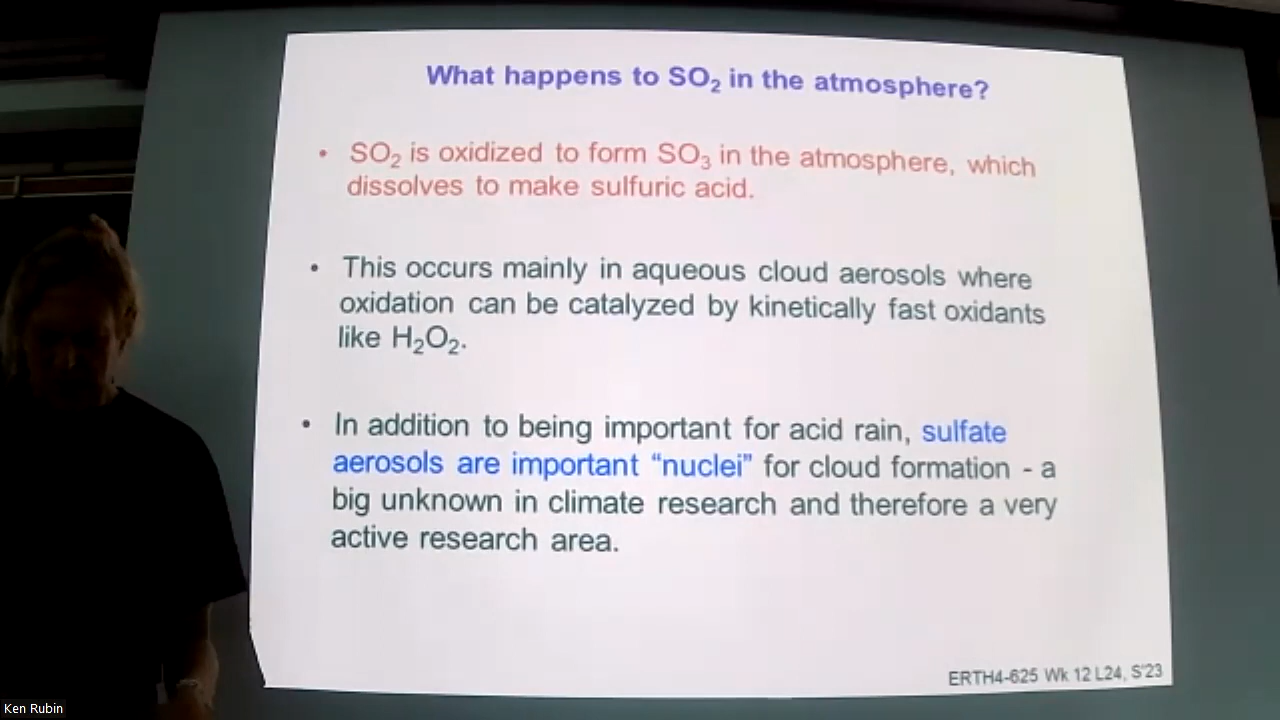 What happens to SO₂ in the atmosphere?
• SO₂ is oxidized to form SO₃ in the atmosphere, which
dissolves to make sulfuric acid.
• This occurs mainly in aqueous cloud aerosols where
oxidation can be catalyzed by kinetically fast oxidants
like H₂O₂.
• In addition to being important for acid rain, sulfate
aerosols are important “nuclei” for cloud formation - a
big unknown in climate research and therefore a very
active research area.
ERTH4-625 Wk 12 L24, S'23
Ken Rubin